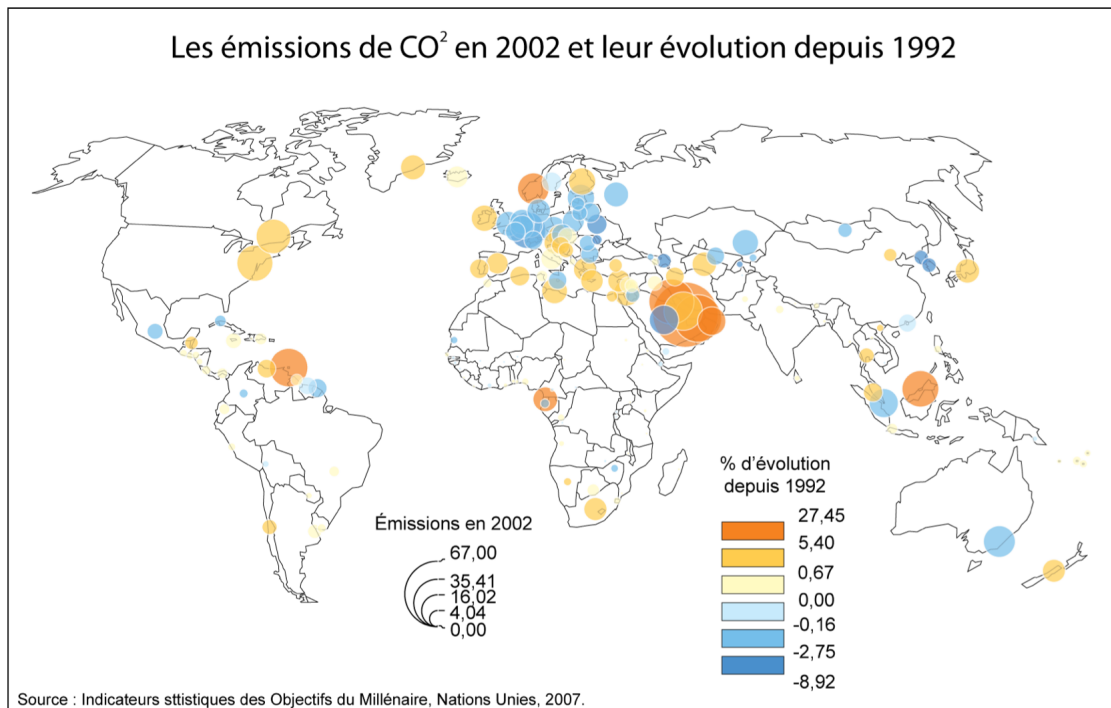 Les émissions de CO² en 2002 et leur évolution depuis 1992
% d’évolution
depuis 1992
27,45
5,40
0,67
0,00
-0,16
-2,75
-8,92
Émissions en 2002
67,00
35,41
16,02
4,04
0,00
Source : Indicateurs sttistiques des Objectifs du Millénaire, Nations Unies, 2007.